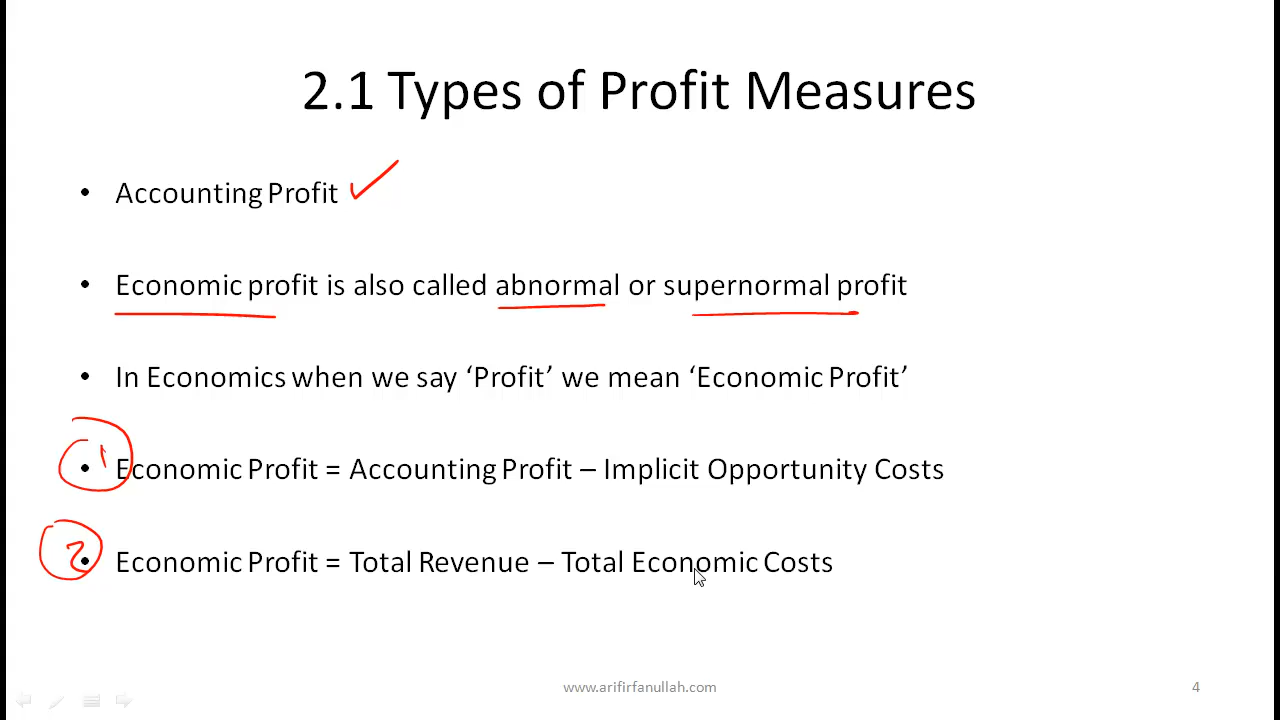 2.1 Types of Profit Measures
• Accounting Profit ✓
• Economic profit is also called abnormal or supernormal profit
• In Economics when we say ‘Profit’ we mean ‘Economic Profit’
1 • Economic Profit = Accounting Profit – Implicit Opportunity Costs
2 • Economic Profit = Total Revenue – Total Economic Costs
www.arifirfanullah.com
4